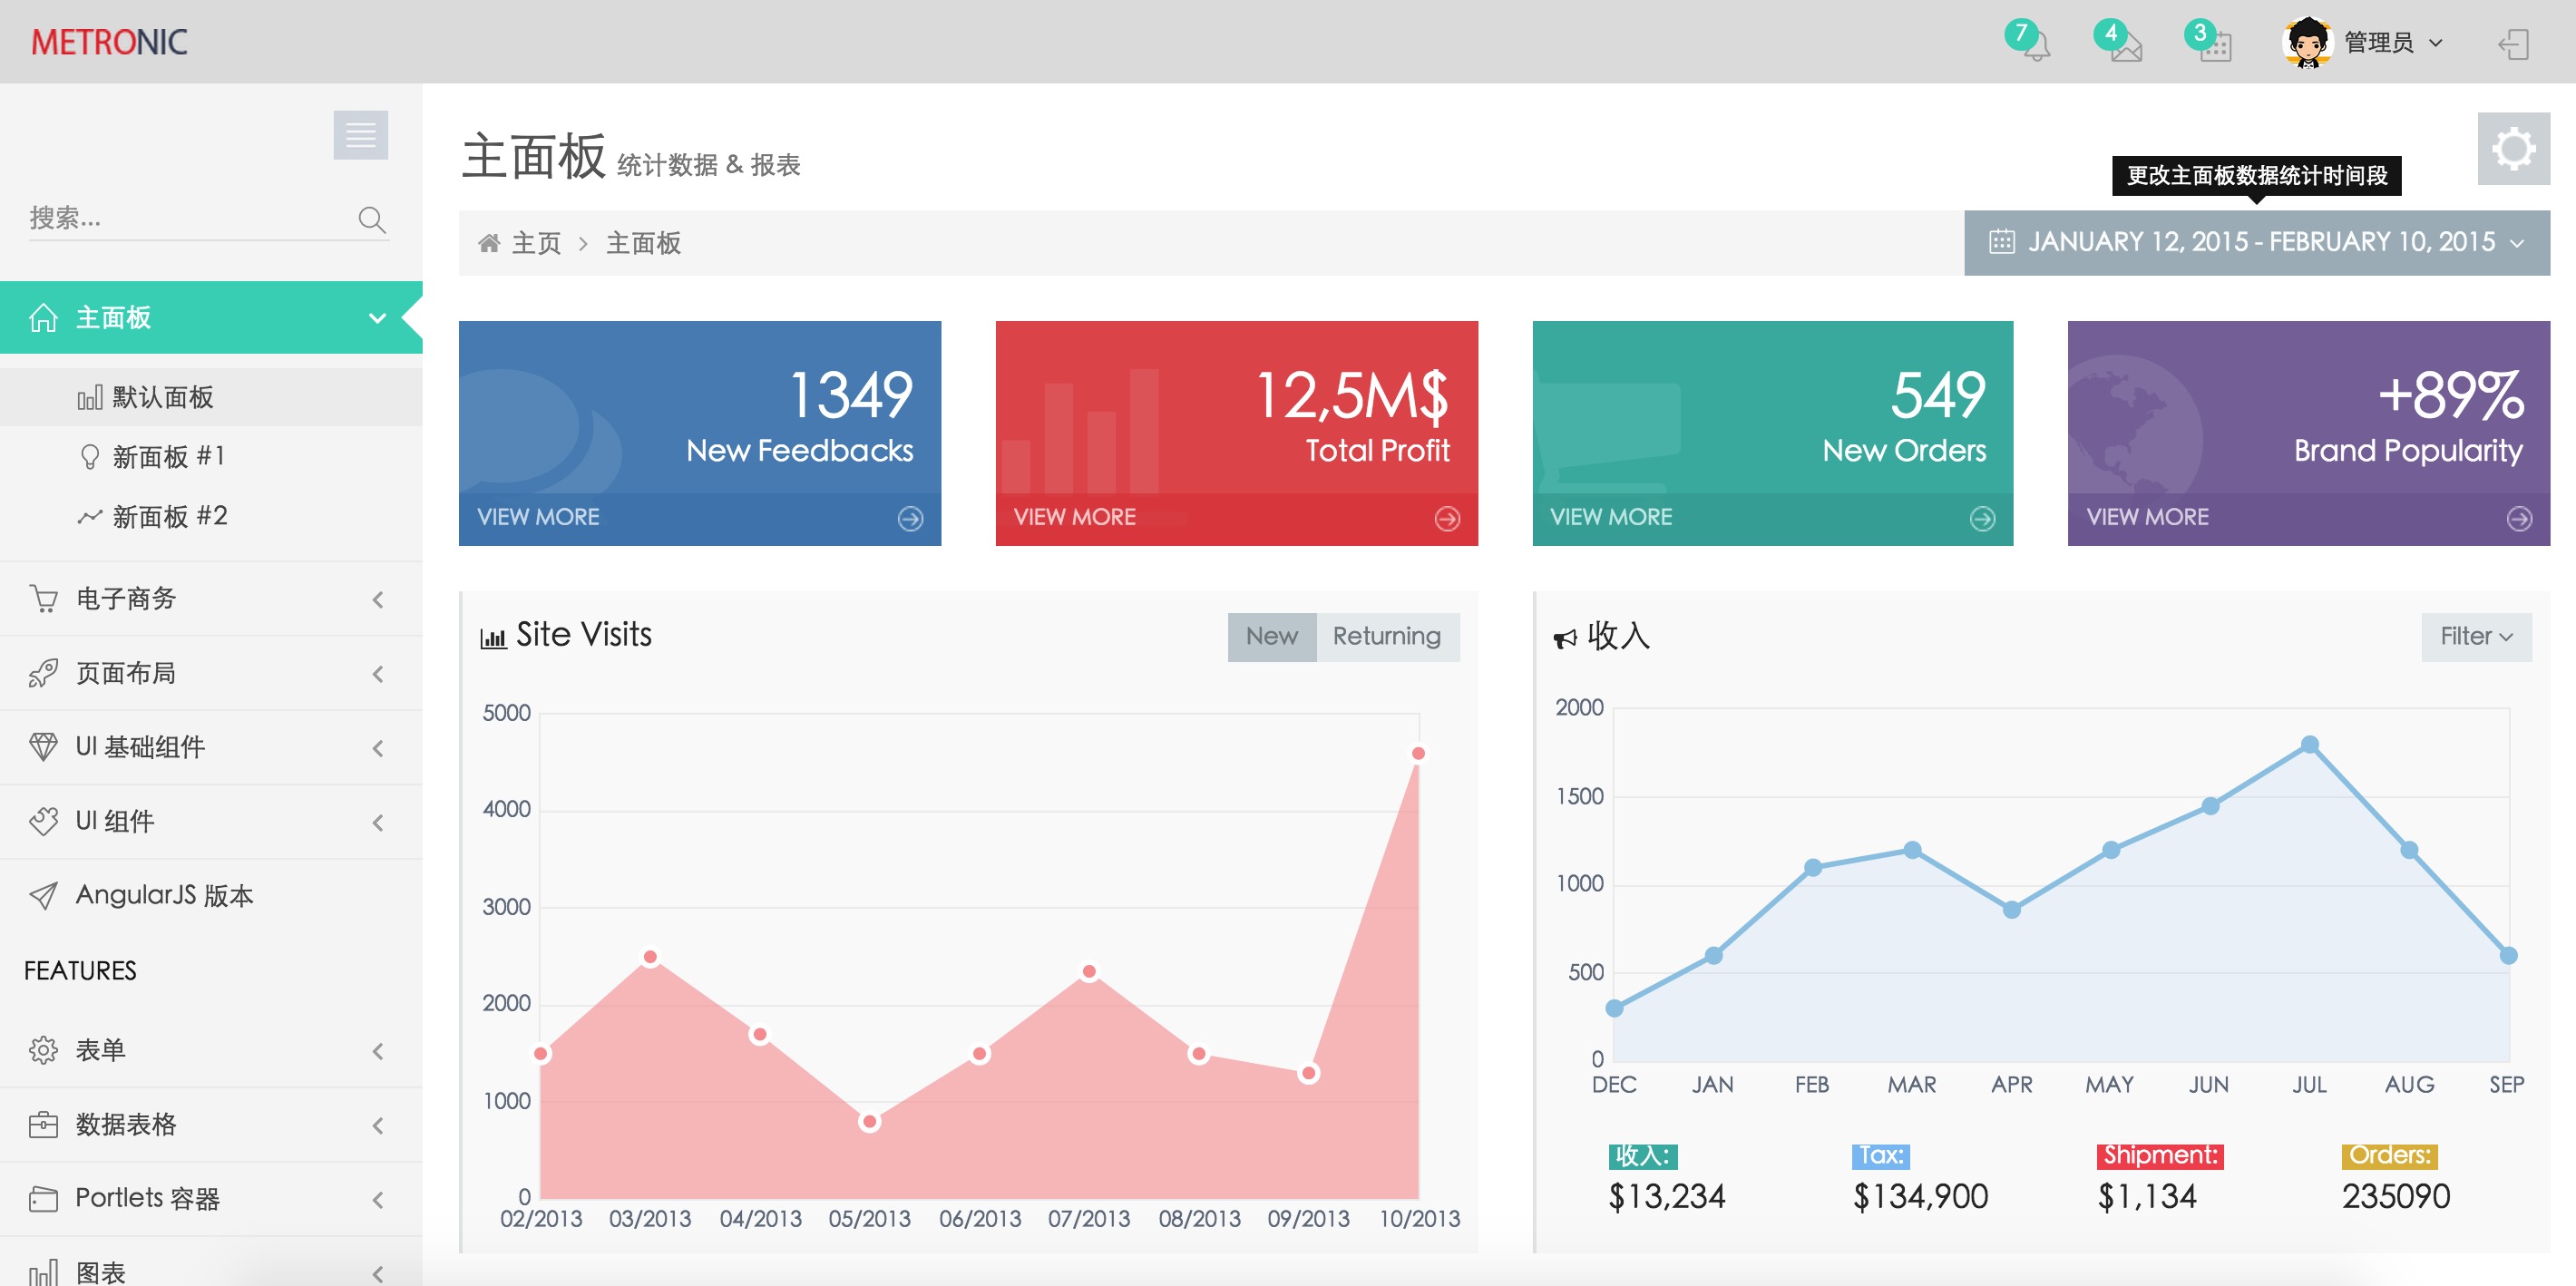 METRONIC
7
4
3
管理员
搜索...
主面板
默认面板
新面板 #1
新面板 #2
电子商务
页面布局
UI 基础组件
UI 组件
AngularJS 版本
FEATURES
表单
数据表格
Portlets 容器
图表
主面板 统计数据 & 报表
更改主面板数据统计时间段
主页 > 主面板
JANUARY 12, 2015 - FEBRUARY 10, 2015
1349
New Feedbacks
VIEW MORE
12,5M$
Total Profit
VIEW MORE
549
New Orders
VIEW MORE
+89%
Brand Popularity
VIEW MORE
Site Visits
New Returning
5000
4000
3000
2000
1000
0
02/2013 03/2013 04/2013 05/2013 06/2013 07/2013 08/2013 09/2013 10/2013
收入
Filter
2000
1500
1000
500
0
DEC JAN FEB MAR APR MAY JUN JUL AUG SEP
收入: Tax: Shipment: Orders:
$13,234 $134,900 $1,134 235090